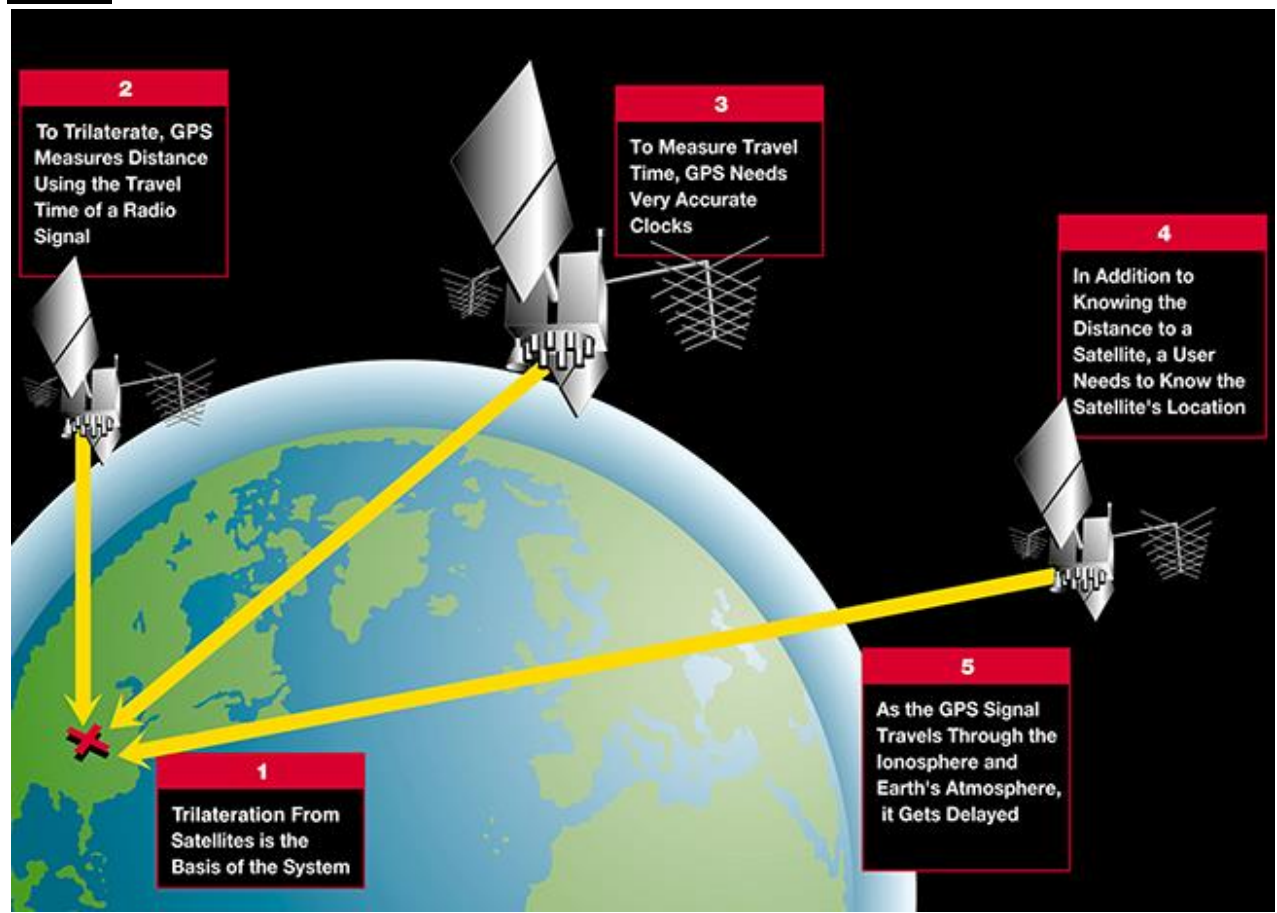 1
Trilateration From
Satellites is the
Basis of the System
2
To Trilaterate, GPS
Measures Distance
Using the Travel
Time of a Radio
Signal
3
To Measure Travel
Time, GPS Needs
Very Accurate
Clocks
4
In Addition to
Knowing the
Distance to a
Satellite, a User
Needs to Know the
Satellite's Location
5
As the GPS Signal
Travels Through the
Ionosphere and
Earth's Atmosphere,
it Gets Delayed